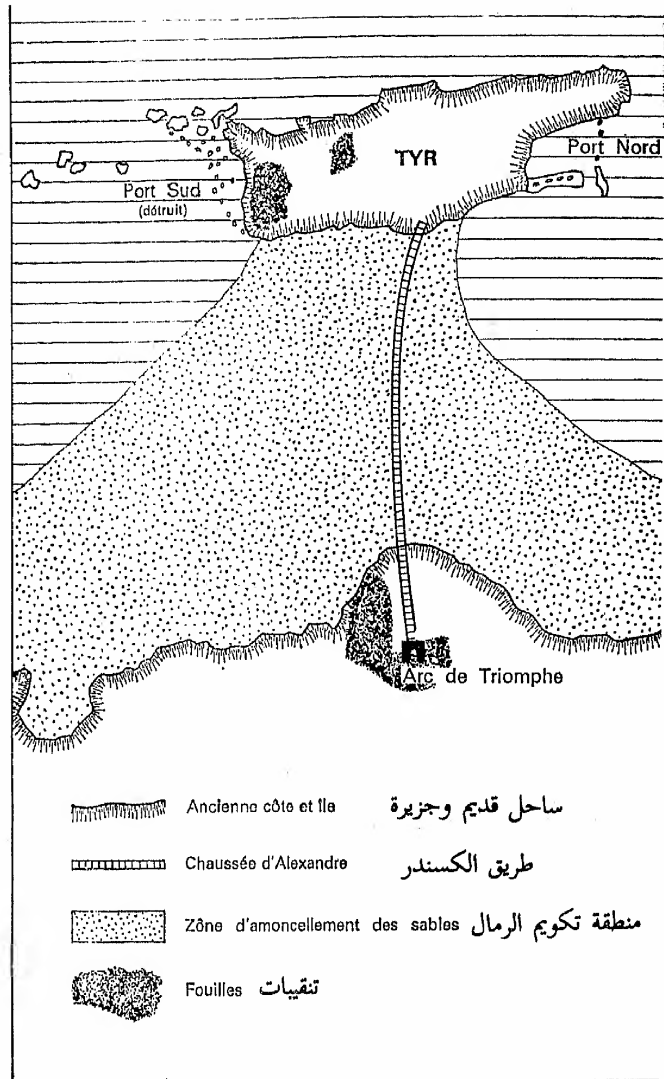 TYR
Port Nord
Port Sud
(détruit)
Arc de Triomphe
Ancienne côte et île ساحل قديم وجزيرة
Chaussée d'Alexandre طريق الكسندر
Zône d'amoncellement des sables منطقة تكويم الرمال
Fouilles تنقيبات